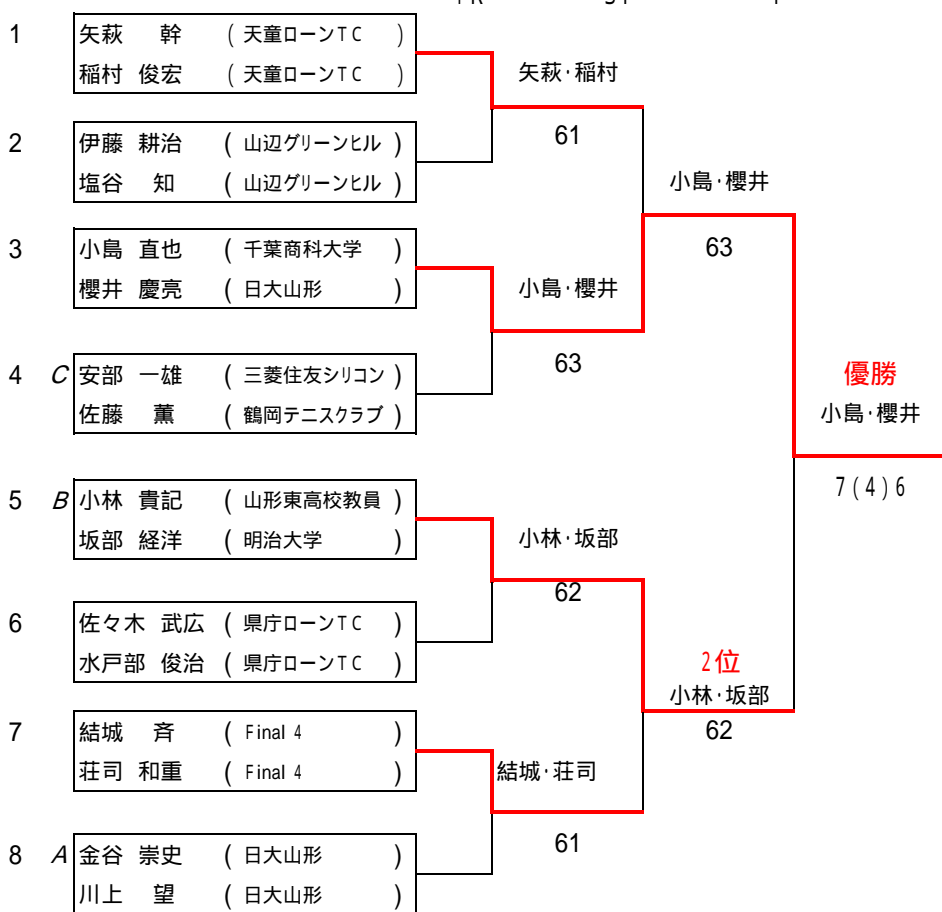 1 矢萩 幹 ( 天童ローンTC )
稲村 俊宏 ( 天童ローンTC )
矢萩·稲村
61
2 伊藤 耕治 ( 山辺グリーンヒル )
塩谷 知 ( 山辺グリーンヒル )
小島·櫻井
63
3 小島 直也 ( 千葉商科大学 )
櫻井 慶亮 ( 日大山形 )
小島·櫻井
63
4 C 安部 一雄 ( 三菱住友シリコン )
佐藤 薫 ( 鶴岡テニスクラブ )
優勝
小島·櫻井
7(4)6
5 B 小林 貴記 ( 山形東高校教員 )
坂部 経洋 ( 明治大学 )
小林·坂部
62
6 佐々木 武広 ( 県庁ローンTC )
水戸部 俊治 ( 県庁ローンTC )
2位
小林·坂部
62
7 結城 斉 ( Final 4 )
荘司 和重 ( Final 4 )
結城·荘司
61
8 A 金谷 崇史 ( 日大山形 )
川上 望 ( 日大山形 )